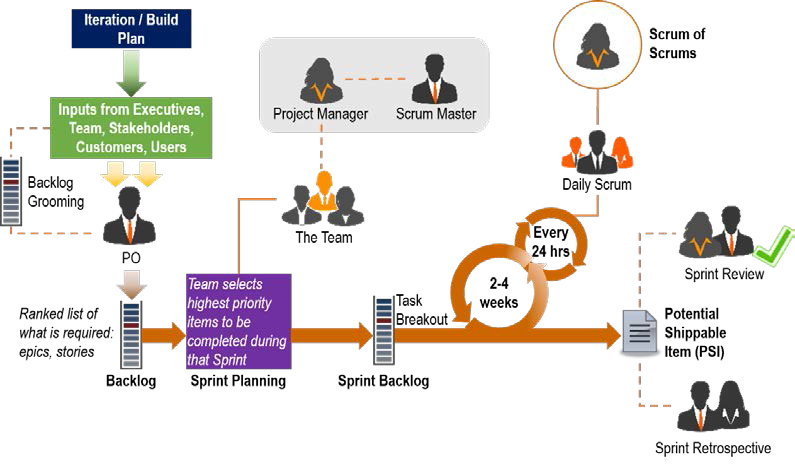 Iteration / Build
Plan
Inputs from Executives,
Team, Stakeholders,
Customers, Users
Backlog
Grooming
PO
Ranked list of
what is required:
epics, stories
Backlog
Project Manager
Scrum Master
The Team
Team selects
highest priority
items to be
completed during
that Sprint
Sprint Planning
Task
Breakout
Sprint Backlog
2-4
weeks
Every
24 hrs
Daily Scrum
Scrum of
Scrums
Sprint Review
Potential
Shippable
Item (PSI)
Sprint Retrospective